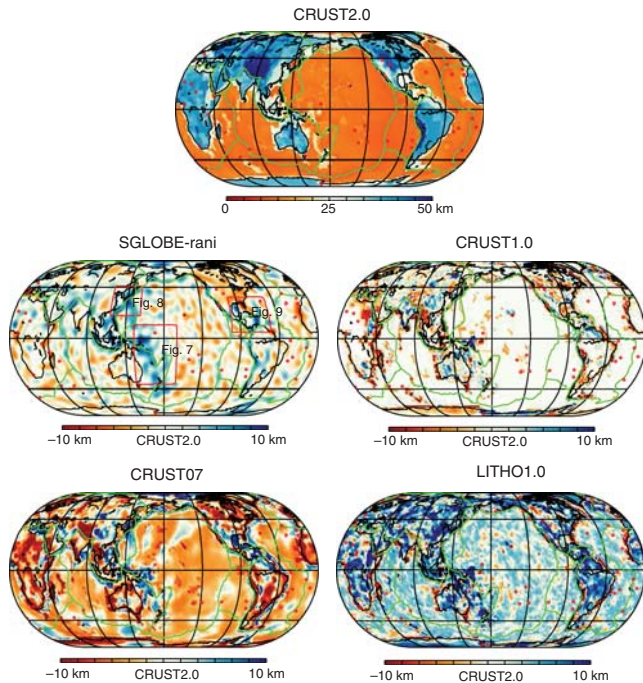 CRUST2.0
0 25 50 km
SGLOBE-rani
CRUST1.0
Fig. 8
Fig. 9
Fig. 7
–10 km CRUST2.0 10 km
–10 km CRUST2.0 10 km
CRUST07
LITHO1.0
–10 km CRUST2.0 10 km
–10 km CRUST2.0 10 km